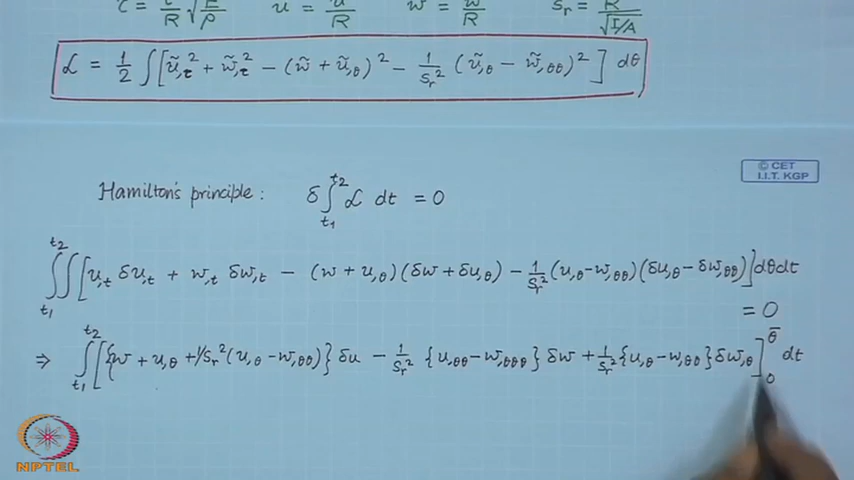 τ = t/R √(E/ρ)   ũ = u/R   w̃ = w/R   s_r = R/√(I/A)
ℒ = 1/2 ∫[ũ,τ² + w̃,τ² − (w̃ + ũ,θ)² − 1/s_r² (ũ,θ − w̃,θθ)²] dθ
© CET
I.I.T. KGP
Hamilton's principle : δ∫_{t1}^{t2} ℒ dt = 0
∫_{t1}^{t2}∫[u,t δu,t + w,t δw,t − (w + u,θ)(δw + δu,θ) − 1/s_r² (u,θ − w,θθ)(δu,θ − δw,θθ)] dθdt
= 0
⇒ ∫_{t1}^{t2}[{w + u,θ + 1/s_r² (u,θ − w,θθ)} δu − 1/s_r² {u,θθ − w,θθθ} δw + 1/s_r² {u,θ − w,θθ} δw,θ]_0^θ̄ dt
NPTEL